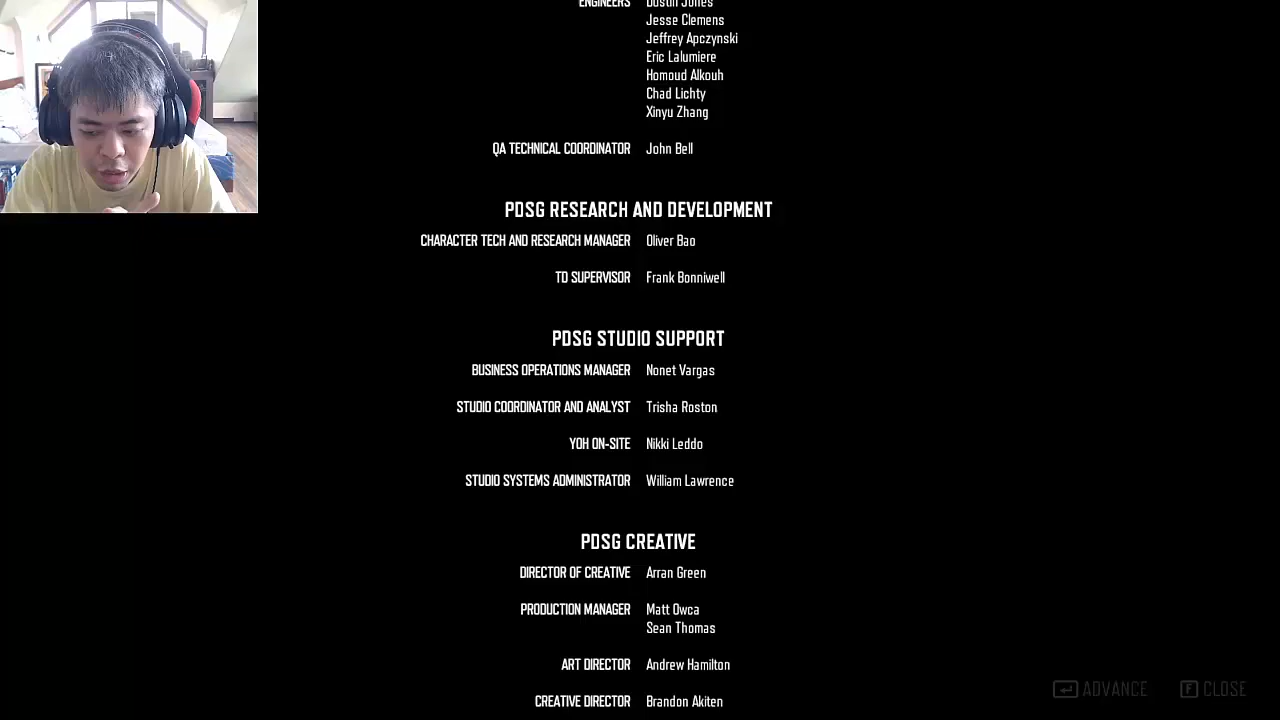 ENGINEERS Dustin Jones
Jesse Clemens
Jeffrey Apczynski
Eric Lalumiere
Homoud Alkouh
Chad Lichty
Xinyu Zhang
QA TECHNICAL COORDINATOR John Bell
PDSG RESEARCH AND DEVELOPMENT
CHARACTER TECH AND RESEARCH MANAGER Oliver Bao
TD SUPERVISOR Frank Bonniwell
PDSG STUDIO SUPPORT
BUSINESS OPERATIONS MANAGER Nonet Vargas
STUDIO COORDINATOR AND ANALYST Trisha Roston
YOH ON-SITE Nikki Leddo
STUDIO SYSTEMS ADMINISTRATOR William Lawrence
PDSG CREATIVE
DIRECTOR OF CREATIVE Arran Green
PRODUCTION MANAGER Matt Owca
Sean Thomas
ART DIRECTOR Andrew Hamilton
CREATIVE DIRECTOR Brandon Akiten
ADVANCE F CLOSE